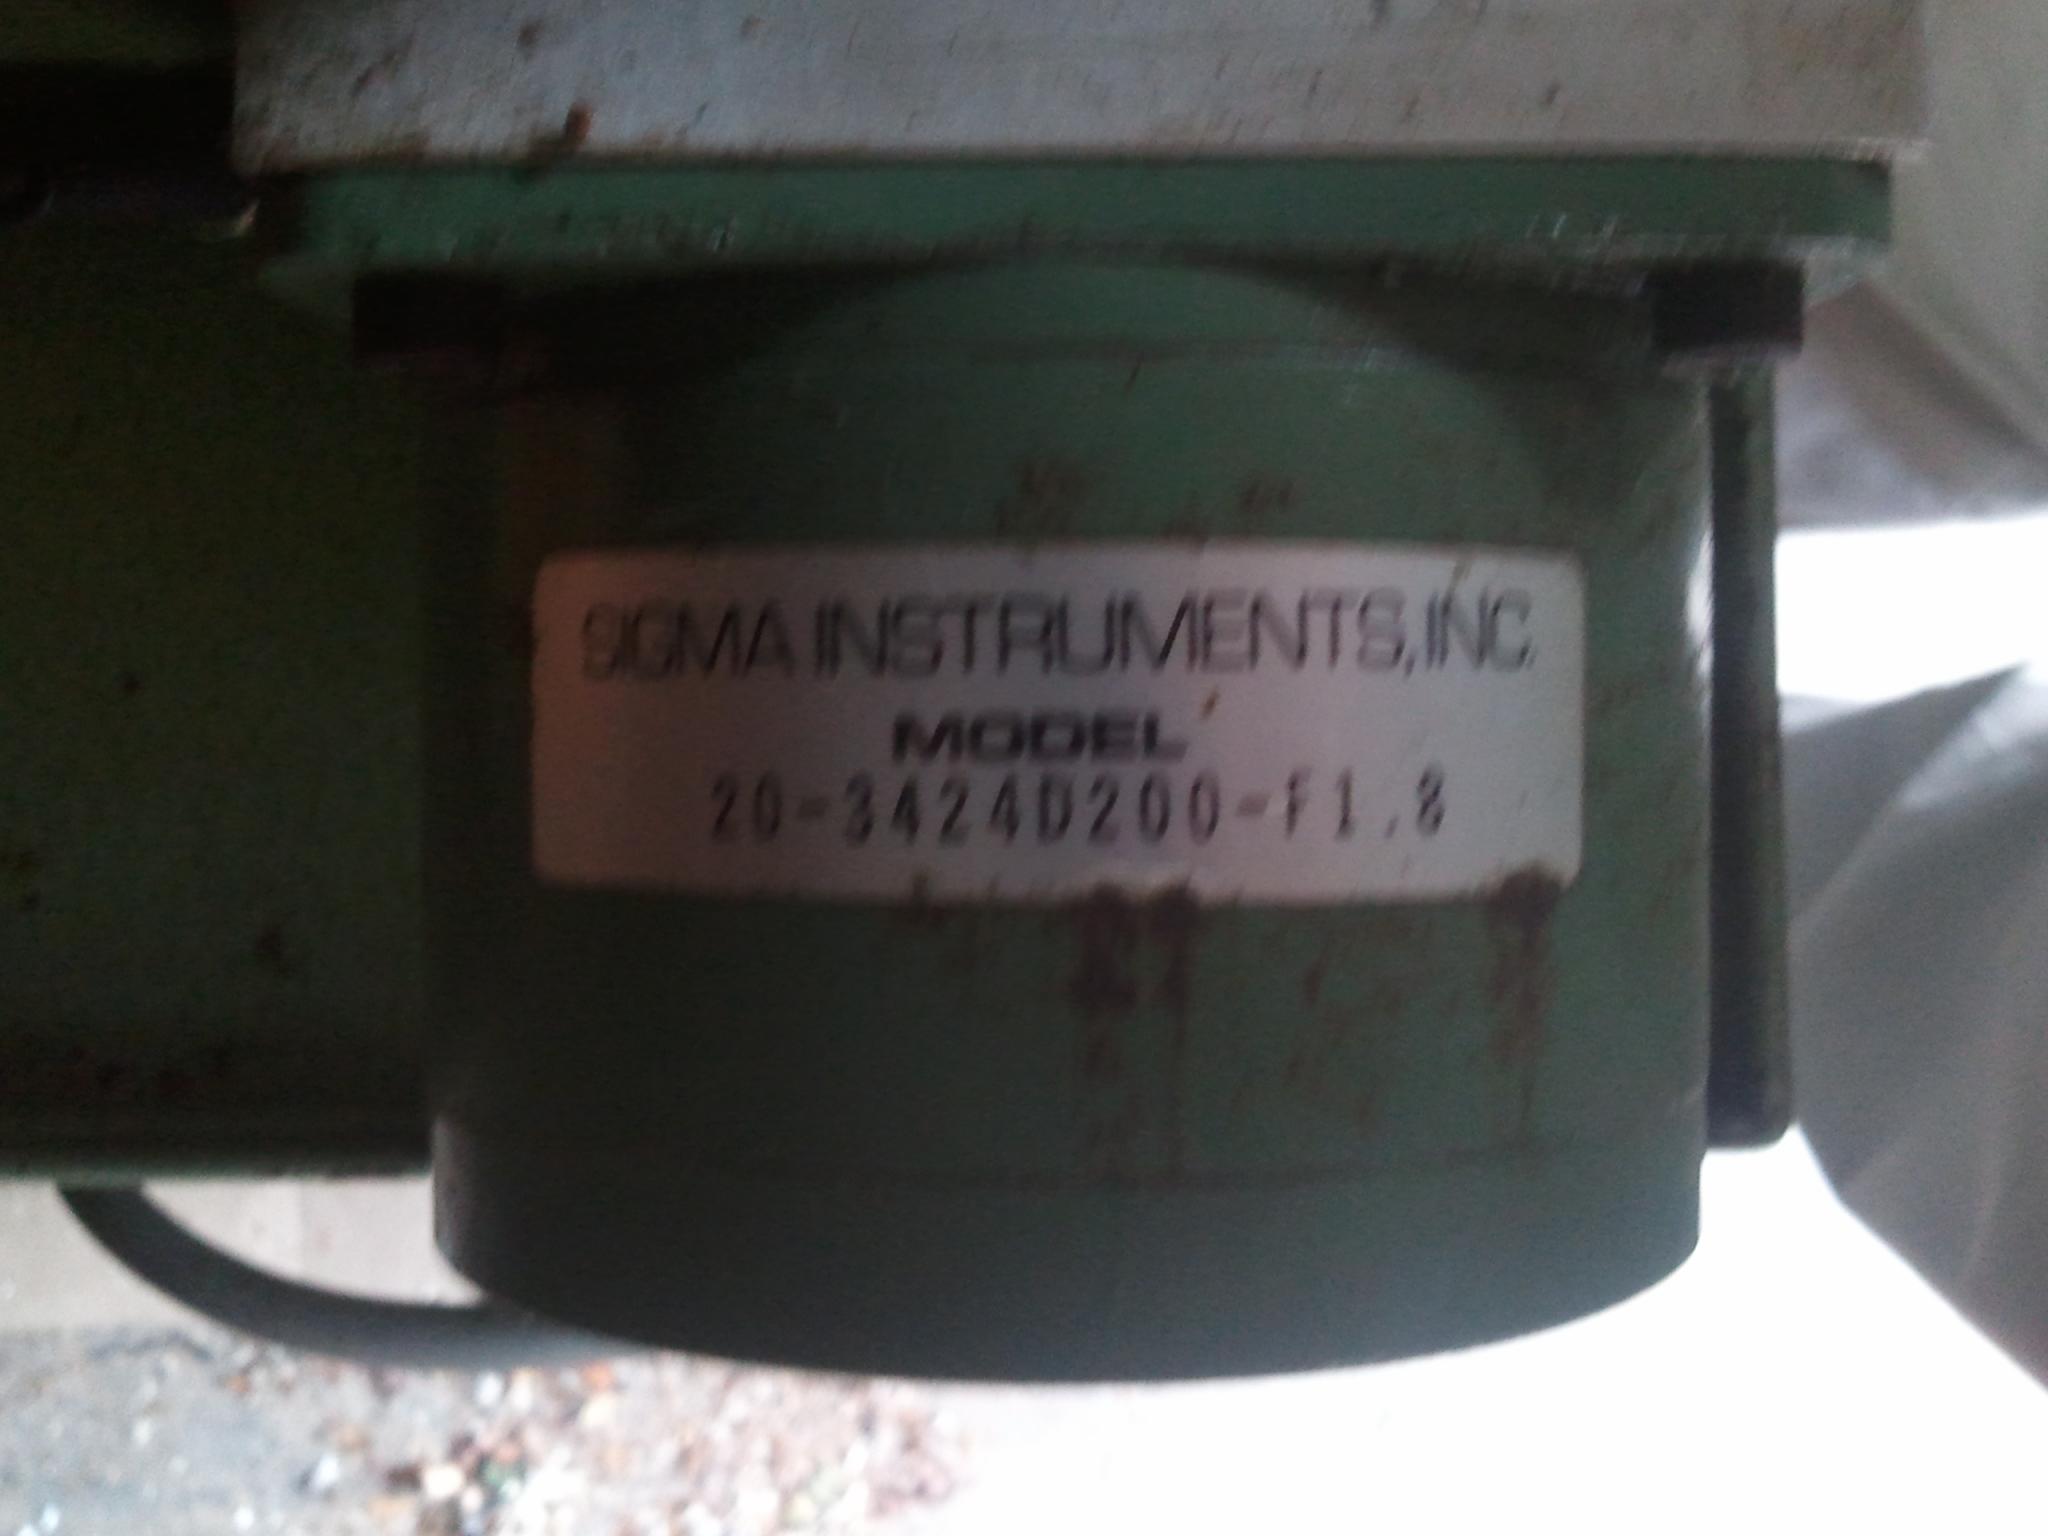 SIGMA INSTRUMENTS, INC.
MODEL
20-3424D200-F1.8